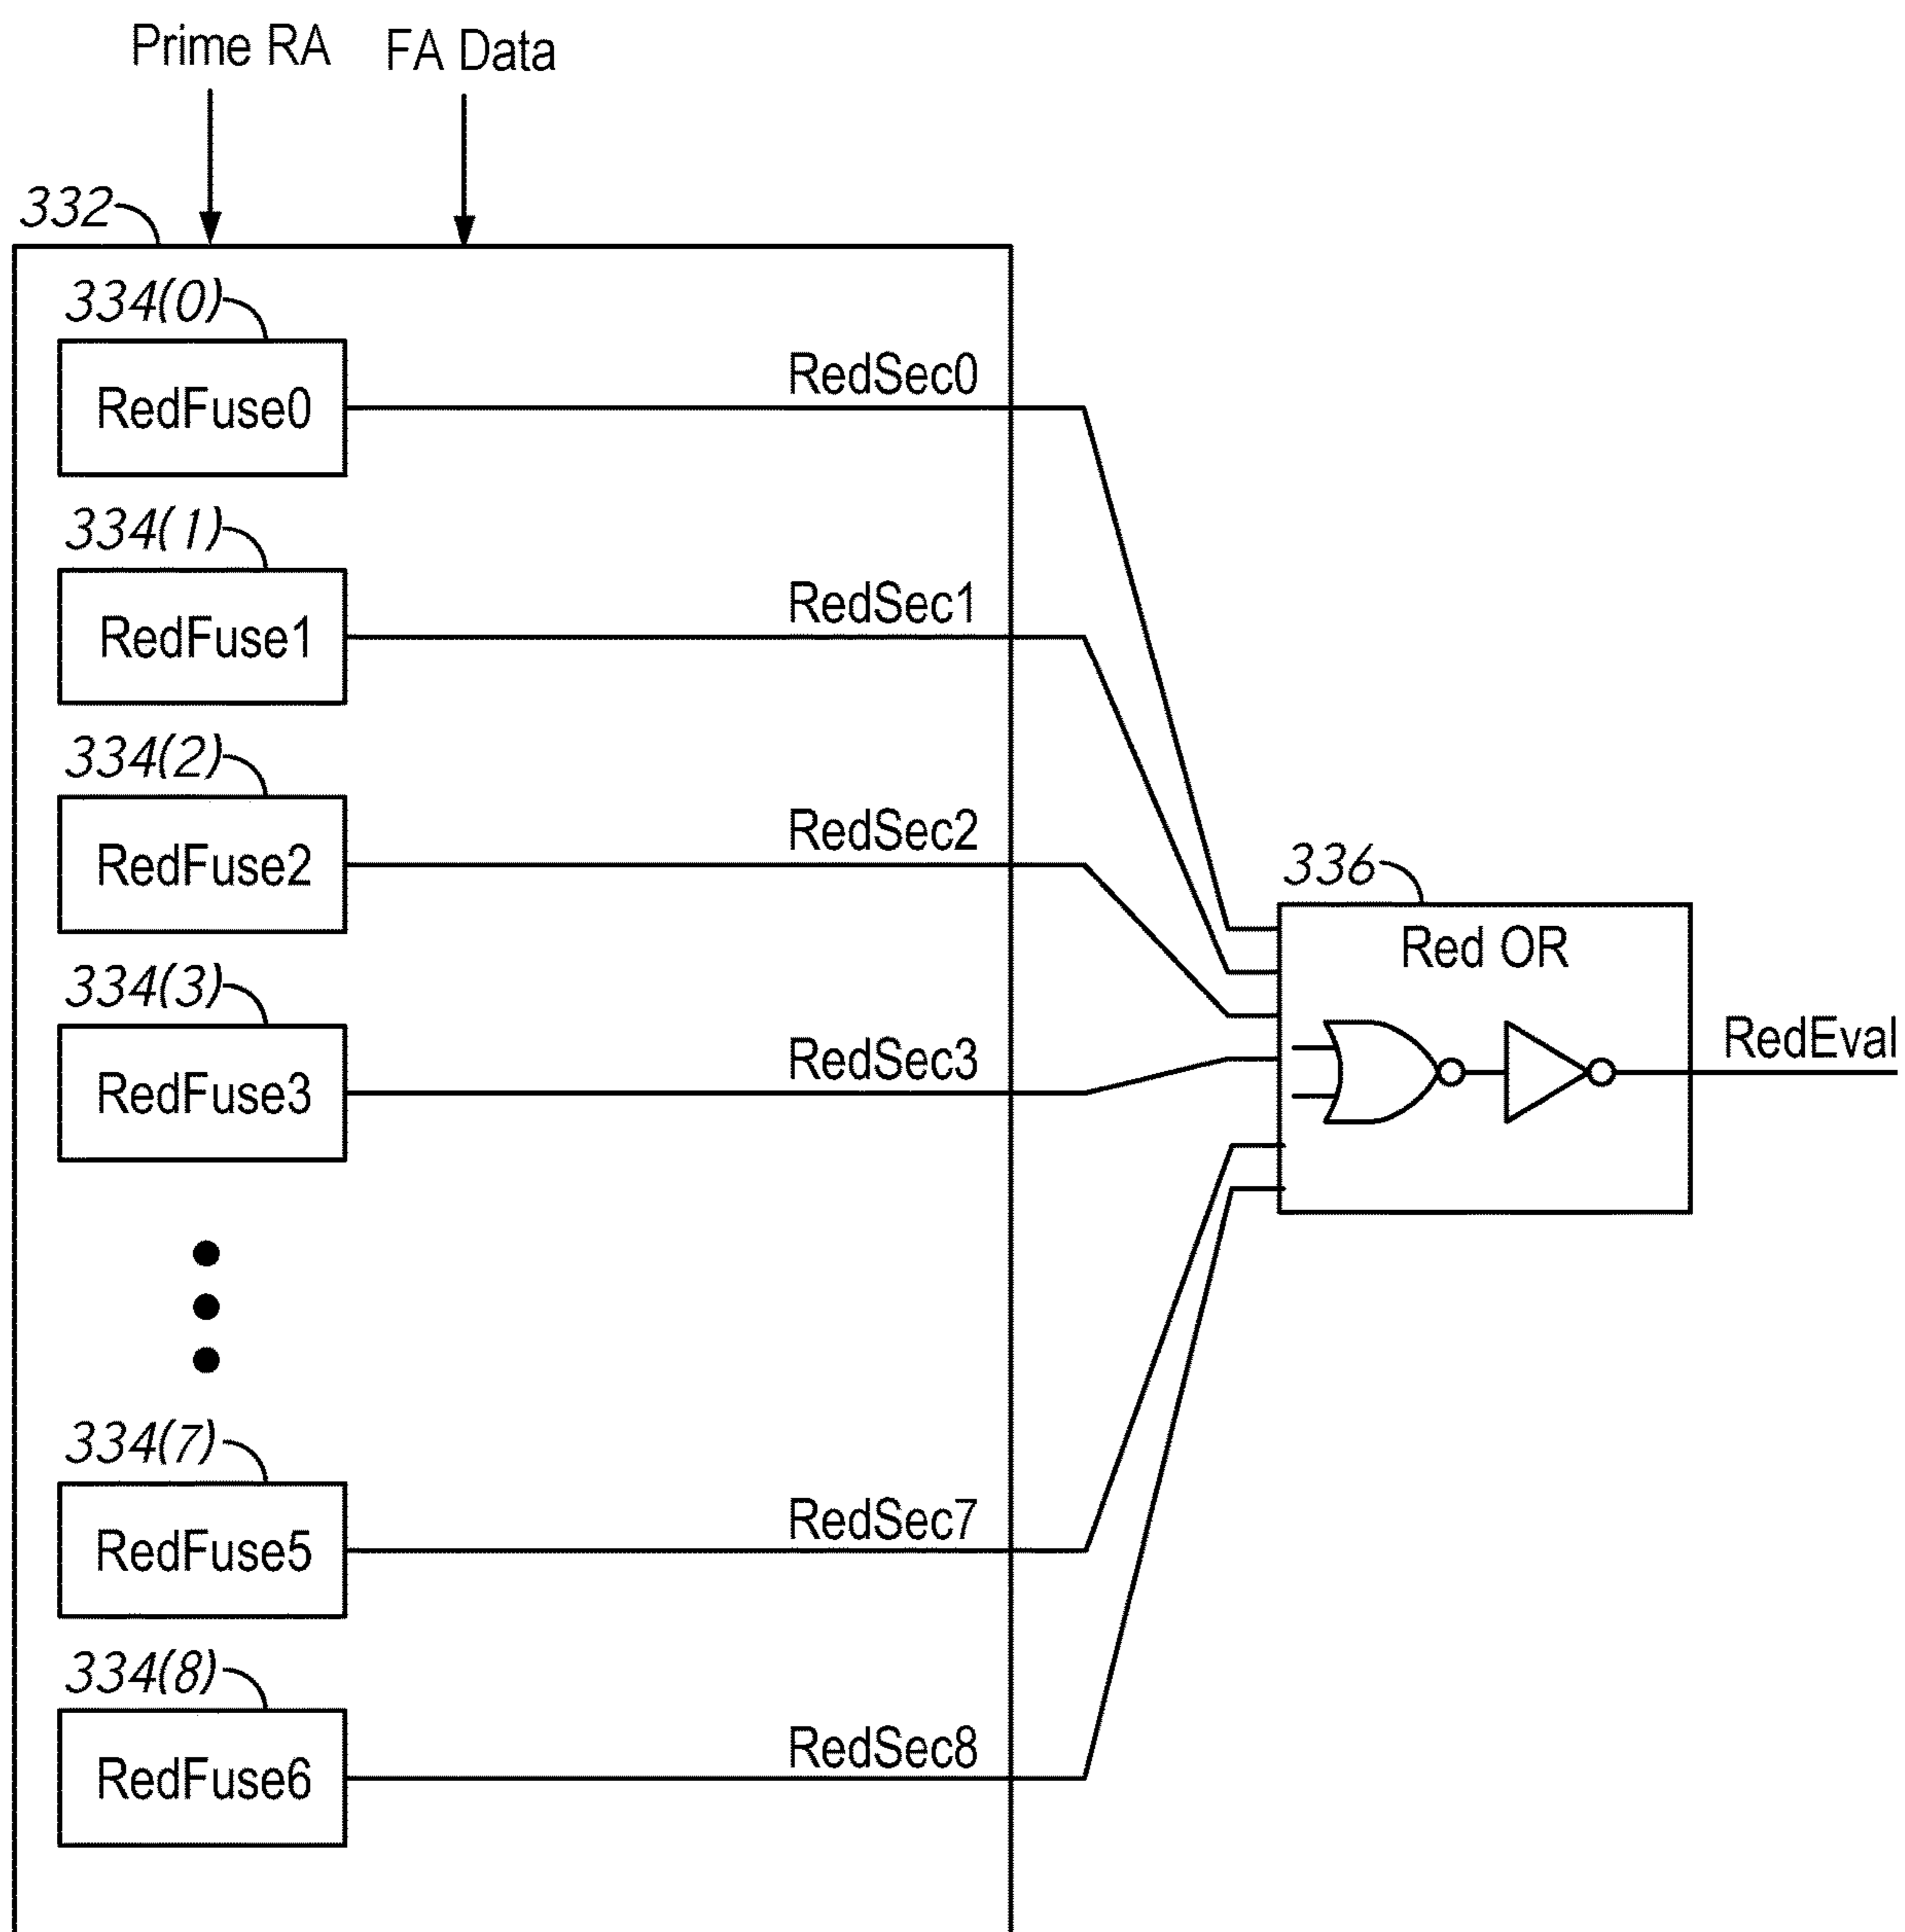 Prime RA FA Data
332
334(0)
RedFuse0 RedSec0
334(1)
RedFuse1 RedSec1
334(2)
RedFuse2 RedSec2
334(3)
RedFuse3 RedSec3
336
Red OR
RedEval
334(7)
RedFuse5 RedSec7
334(8)
RedFuse6 RedSec8